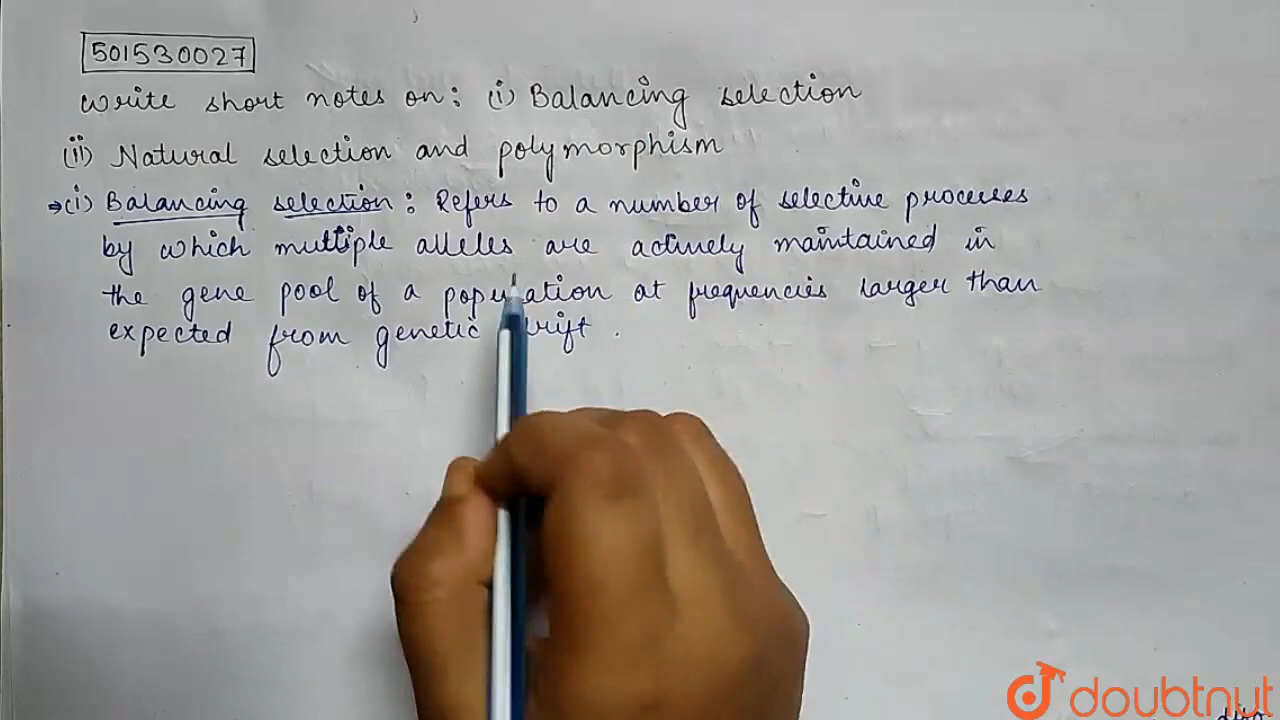 501530027
Write short notes on: (i) Balancing selection
(ii) Natural selection and polymorphism
→(i) Balancing selection: Refers to a number of selective processes
by which multiple alleles are actively maintained in
the gene pool of a population at frequencies larger than
expected from genetic drift.
doubtnut